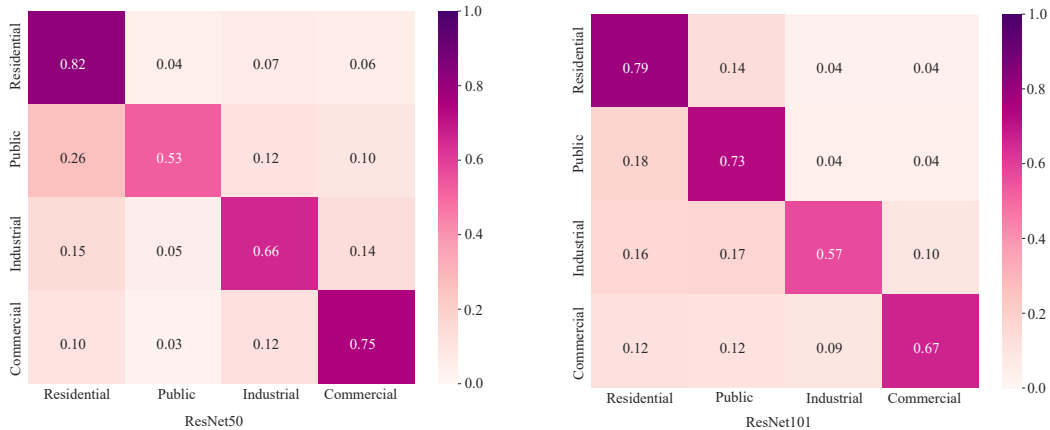 1.0
0.8
0.6
0.4
0.2
0.0
Residential
Public
Industrial
Commercial
0.82 0.04 0.07 0.06
0.26 0.53 0.12 0.10
0.15 0.05 0.66 0.14
0.10 0.03 0.12 0.75
Residential Public Industrial Commercial
ResNet50
1.0
0.8
0.6
0.4
0.2
0.0
Residential
Public
Industrial
Commercial
0.79 0.14 0.04 0.04
0.18 0.73 0.04 0.04
0.16 0.17 0.57 0.10
0.12 0.12 0.09 0.67
Residential Public Industrial Commercial
ResNet101